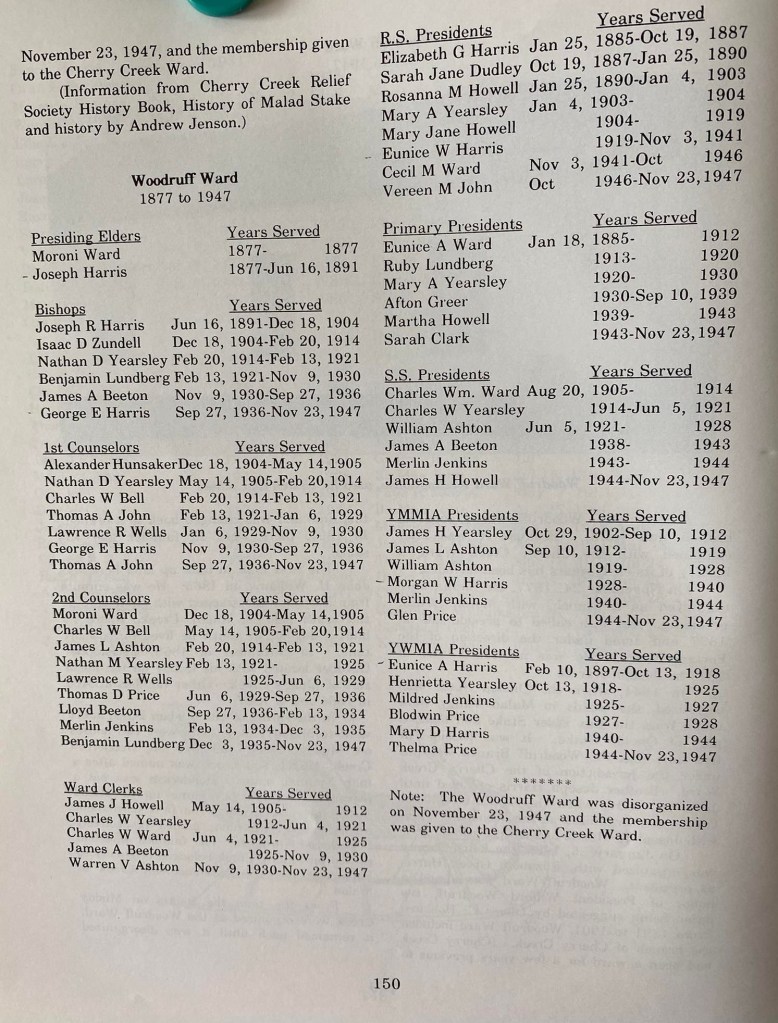 November 23, 1947, and the membership given
to the Cherry Creek Ward.
(Information from Cherry Creek Relief
Society History Book, History of Malad Stake
and history by Andrew Jenson.)
Woodruff Ward
1877 to 1947
Presiding Elders Years Served
Moroni Ward 1877- 1877
- Joseph Harris 1877-Jun 16, 1891
Bishops Years Served
Joseph R Harris Jun 16, 1891-Dec 18, 1904
Isaac D Zundell Dec 18, 1904-Feb 20, 1914
Nathan D Yearsley Feb 20, 1914-Feb 13, 1921
Benjamin Lundberg Feb 13, 1921-Nov 9, 1930
James A Beeton Nov 9, 1930-Sep 27, 1936
- George E Harris Sep 27, 1936-Nov 23, 1947
1st Counselors Years Served
Alexander Hunsaker Dec 18, 1904-May 14, 1905
Nathan D Yearsley May 14, 1905-Feb 20, 1914
Charles W Bell Feb 20, 1914-Feb 13, 1921
Thomas A John Feb 13, 1921-Jan 6, 1929
Lawrence R Wells Jan 6, 1929-Nov 9, 1930
George E Harris Nov 9, 1930-Sep 27, 1936
Thomas A John Sep 27, 1936-Nov 23, 1947
2nd Counselors Years Served
Moroni Ward Dec 18, 1904-May 14, 1905
Charles W Bell May 14, 1905-Feb 20, 1914
James L Ashton Feb 20, 1914-Feb 13, 1921
Nathan M Yearsley Feb 13, 1921- 1925
Lawrence R Wells 1925-Jun 6, 1929
Thomas D Price Jun 6, 1929-Sep 27, 1936
Lloyd Beeton Sep 27, 1936-Feb 13, 1934
Merlin Jenkins Feb 13, 1934-Dec 3, 1935
Benjamin Lundberg Dec 3, 1935-Nov 23, 1947
Ward Clerks Years Served
James J Howell May 14, 1905- 1912
Charles W Yearsley 1912-Jun 4, 1921
Charles W Ward Jun 4, 1921- 1925
James A Beeton 1925-Nov 9, 1930
Warren V Ashton Nov 9, 1930-Nov 23, 1947
R.S. Presidents Years Served
Elizabeth G Harris Jan 25, 1885-Oct 19, 1887
Sarah Jane Dudley Oct 19, 1887-Jan 25, 1890
Rosanna M Howell Jan 25, 1890-Jan 4, 1903
Mary A Yearsley Jan 4, 1903- 1904
Mary Jane Howell 1904- 1919
- Eunice W Harris 1919-Nov 3, 1941
Cecil M Ward Nov 3, 1941-Oct 1946
Vereen M John Oct 1946-Nov 23, 1947
Primary Presidents Years Served
Eunice A Ward Jan 18, 1885- 1912
Ruby Lundberg 1913- 1920
Mary A Yearsley 1920- 1930
Afton Greer 1930-Sep 10, 1939
Martha Howell 1939- 1943
Sarah Clark 1943-Nov 23, 1947
S.S. Presidents Years Served
Charles Wm. Ward Aug 20, 1905- 1914
Charles W Yearsley 1914-Jun 5, 1921
William Ashton Jun 5, 1921- 1928
James A Beeton 1938- 1943
Merlin Jenkins 1943- 1944
James H Howell 1944-Nov 23, 1947
YMMIA Presidents Years Served
James H Yearsley Oct 29, 1902-Sep 10, 1912
James L Ashton Sep 10, 1912- 1919
William Ashton 1919- 1928
- Morgan W Harris 1928- 1940
Merlin Jenkins 1940- 1944
Glen Price 1944-Nov 23, 1947
YWMIA Presidents Years Served
- Eunice A Harris Feb 10, 1897-Oct 13, 1918
Henrietta Yearsley Oct 13, 1918- 1925
Mildred Jenkins 1925- 1927
Blodwin Price 1927- 1928
Mary D Harris 1940- 1944
Thelma Price 1944-Nov 23, 1947
*******
Note: The Woodruff Ward was disorganized
on November 23, 1947 and the membership
was given to the Cherry Creek Ward.
150